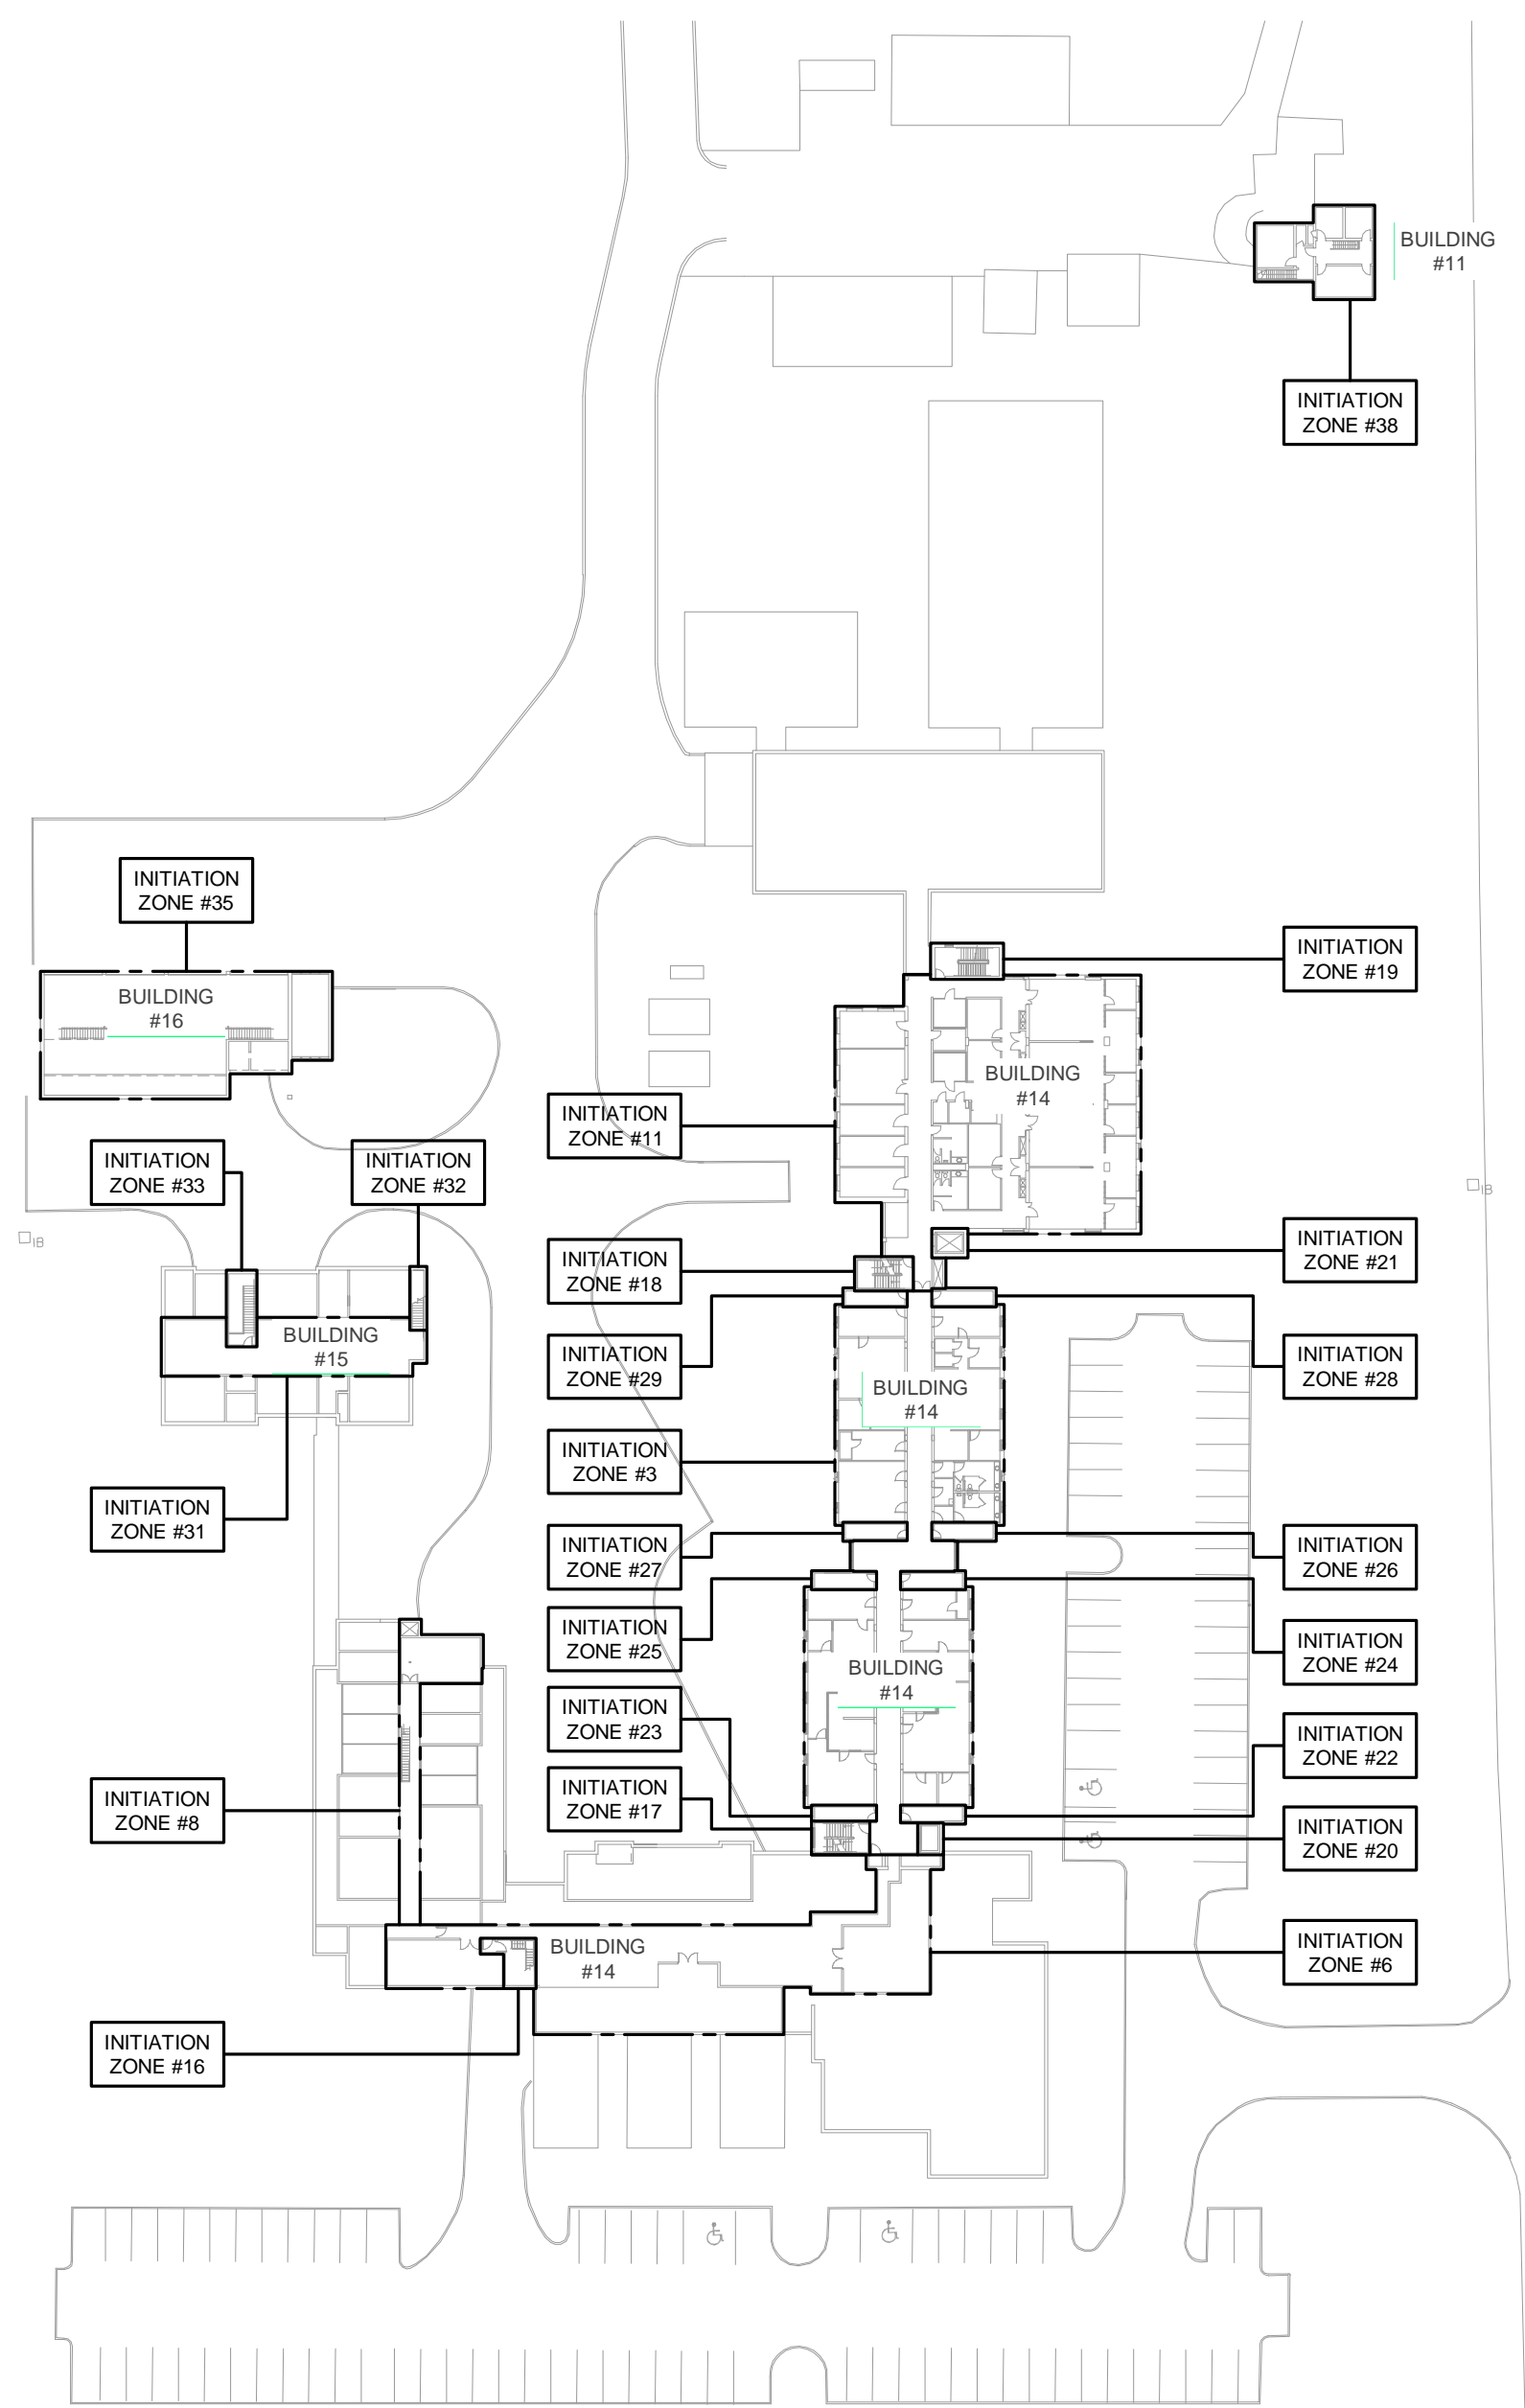 BUILDING
#11
INITIATION
ZONE #38
INITIATION
ZONE #35
INITIATION
ZONE #19
BUILDING
#16
BUILDING
#14
INITIATION
ZONE #11
INITIATION
ZONE #33
INITIATION
ZONE #32
IB
IB
INITIATION
ZONE #18
INITIATION
ZONE #21
BUILDING
#15
INITIATION
ZONE #29
INITIATION
ZONE #28
BUILDING
#14
INITIATION
ZONE #3
INITIATION
ZONE #31
INITIATION
ZONE #27
INITIATION
ZONE #26
INITIATION
ZONE #25
INITIATION
ZONE #24
BUILDING
#14
INITIATION
ZONE #23
INITIATION
ZONE #22
INITIATION
ZONE #17
INITIATION
ZONE #8
INITIATION
ZONE #20
BUILDING
#14
INITIATION
ZONE #6
INITIATION
ZONE #16